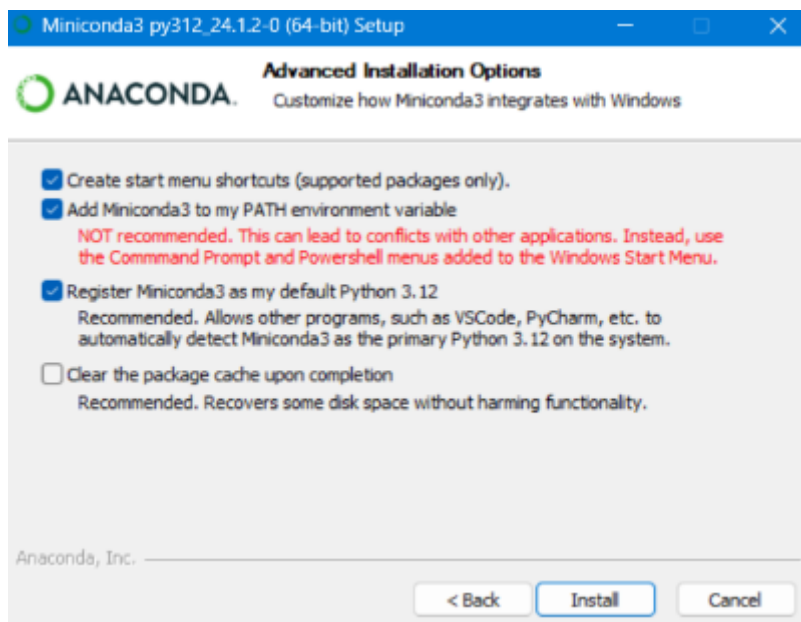 Miniconda3 py312_24.1.2-0 (64-bit) Setup
ANACONDA.
Advanced Installation Options
Customize how Miniconda3 integrates with Windows
Create start menu shortcuts (supported packages only).
Add Miniconda3 to my PATH environment variable
NOT recommended. This can lead to conflicts with other applications. Instead, use
the Commmand Prompt and Powershell menus added to the Windows Start Menu.
Register Miniconda3 as my default Python 3.12
Recommended. Allows other programs, such as VSCode, PyCharm, etc. to
automatically detect Miniconda3 as the primary Python 3.12 on the system.
Clear the package cache upon completion
Recommended. Recovers some disk space without harming functionality.
Anaconda, Inc.
< Back
Install
Cancel